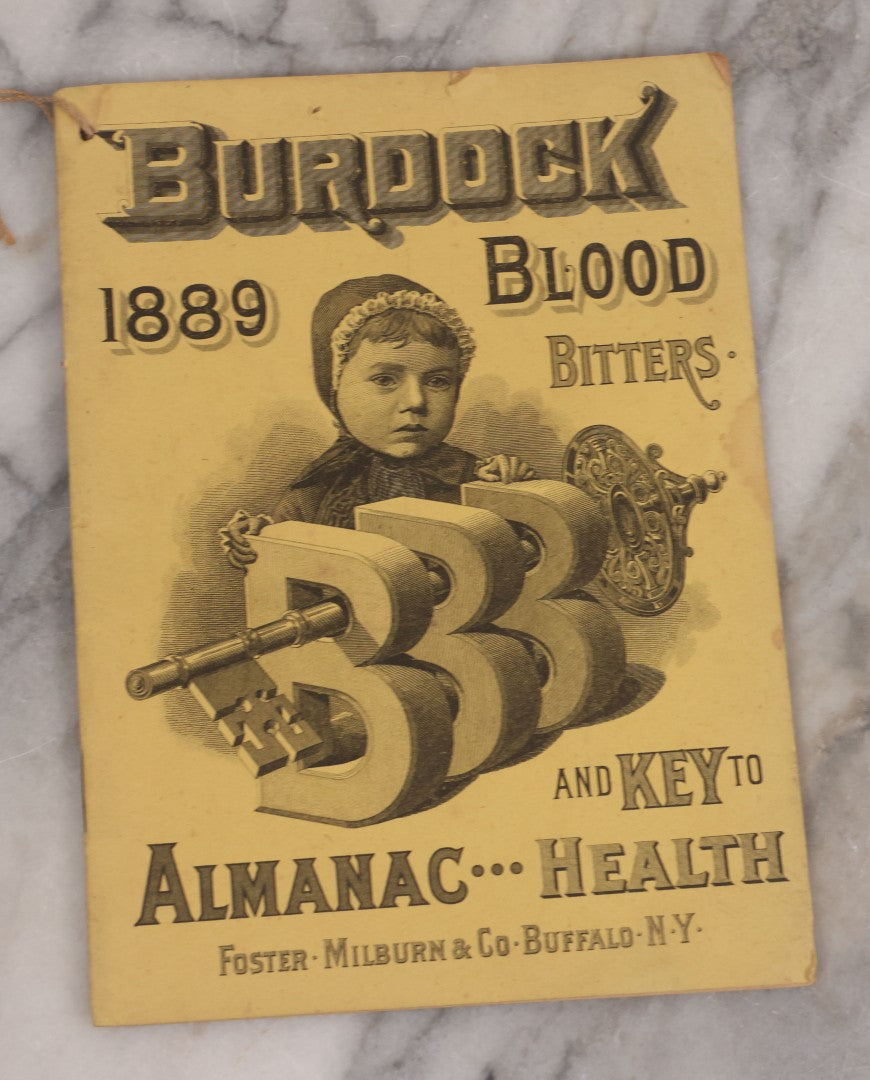 BURDOCK
1889
BLOOD
BITTERS.
BBB
AND KEY TO
ALMANAC... HEALTH
FOSTER·MILBURN & CO·BUFFALO·N·Y·